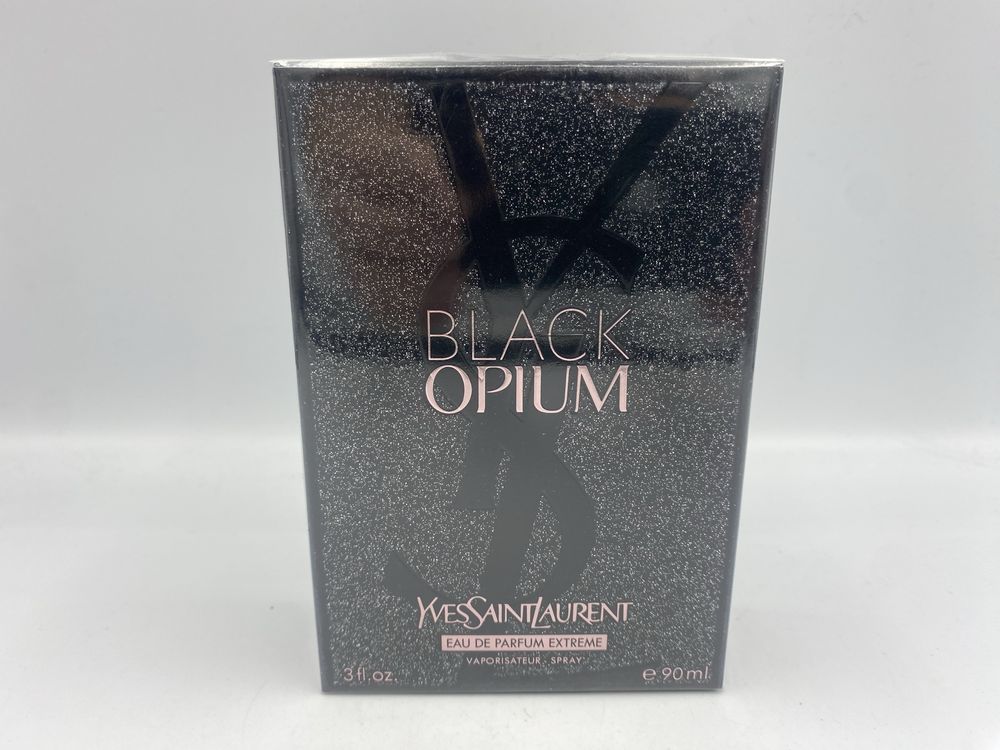 BLACK
OPIUM
YVESSAINTLAURENT
EAU DE PARFUM EXTREME
VAPORISATEUR - SPRAY
3 fl.oz. e 90 ml